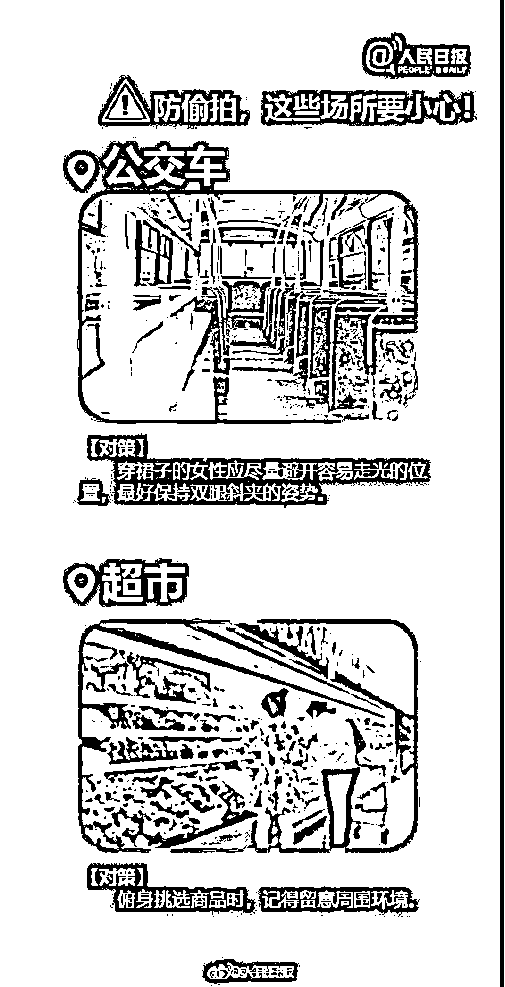 @人民日报
PEOPLE'S DAILY
防偷拍，这些场所要小心！
公交车
【对策】
穿裙子的女性应尽量避开容易走光的位
置，最好保持双腿斜夹的姿势。
超市
【对策】
俯身挑选商品时，记得留意周围环境。
@人民日报